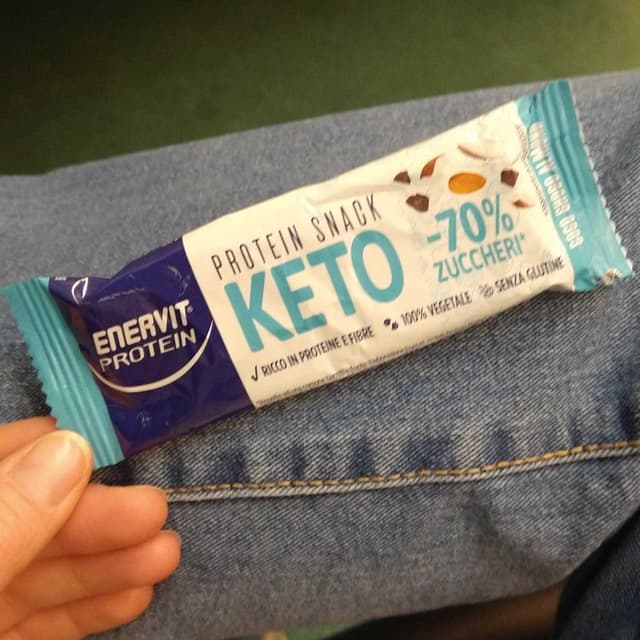 ENERVIT®
PROTEIN
PROTEIN SNACK
KETO
-70%
ZUCCHERI*
√ RICCO IN PROTEINE E FIBRE
100% VEGETALE
SENZA GLUTINE